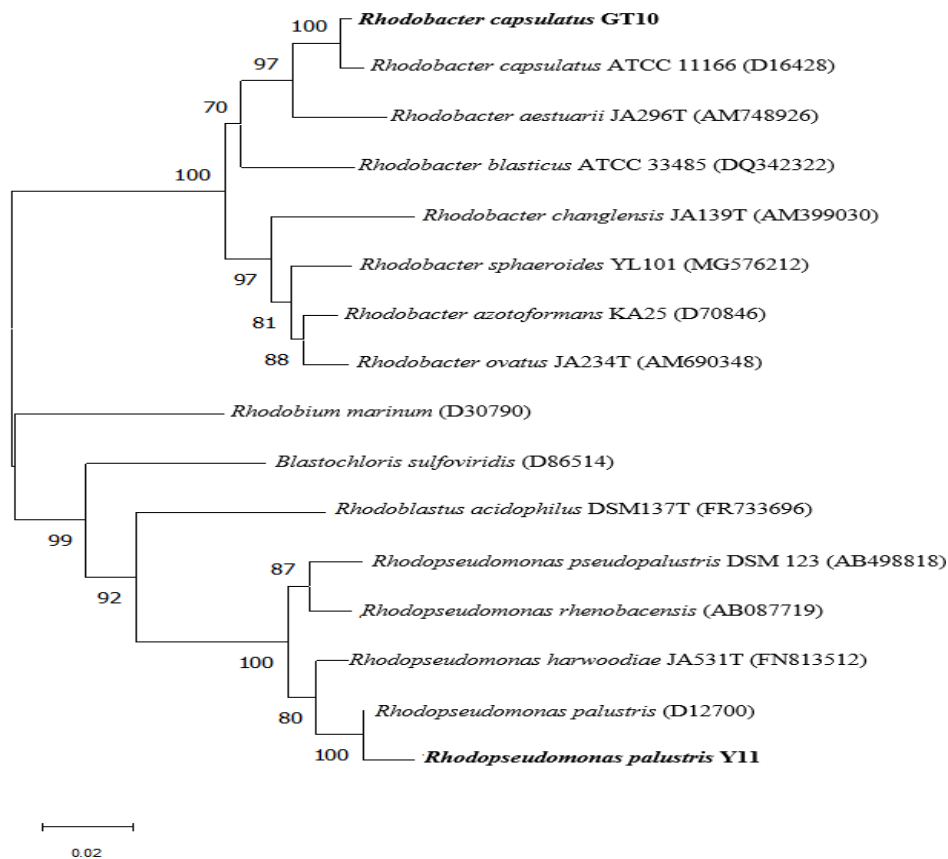 Rhodobacter capsulatus GT10
100
Rhodobacter capsulatus ATCC 11166 (D16428)
97
70
Rhodobacter aestuarii JA296T (AM748926)
Rhodobacter blasticus ATCC 33485 (DQ342322)
100
Rhodobacter changlensis JA139T (AM399030)
Rhodobacter sphaeroides YL101 (MG576212)
97
Rhodobacter azotoformans KA25 (D70846)
81
Rhodobacter ovatus JA234T (AM690348)
88
Rhodobium marinum (D30790)
Blastochloris sulfoviridis (D86514)
Rhodoblastus acidophilus DSM137T (FR733696)
99
Rhodopseudomonas pseudopalustris DSM 123 (AB498818)
87
92
Rhodopseudomonas rhenobacensis (AB087719)
100
Rhodopseudomonas harwoodiae JA531T (FN813512)
Rhodopseudomonas palustris (D12700)
80
100
Rhodopseudomonas palustris Y11
0.02